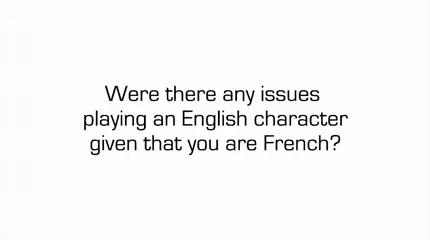 Were there any issues
playing an English character
given that you are French?